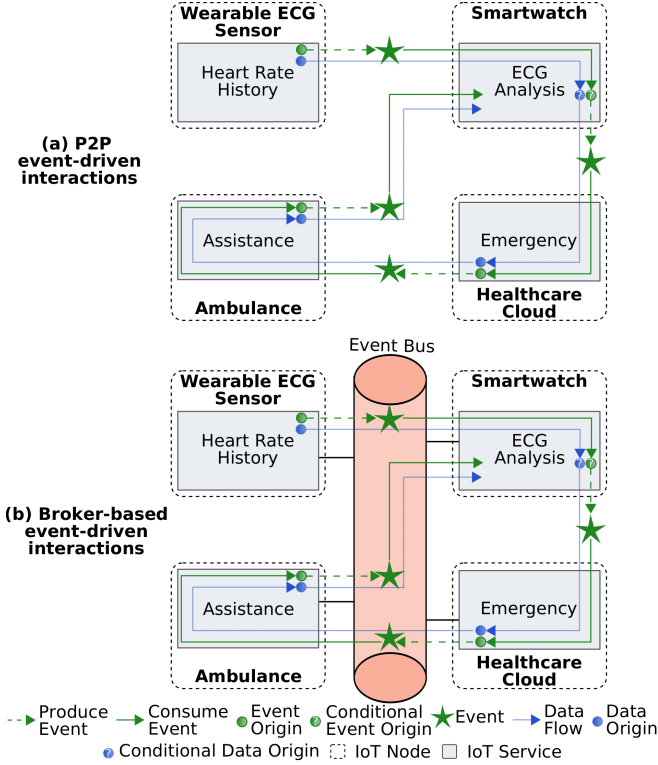 Wearable ECG
Sensor
Smartwatch
Heart Rate
History
ECG
Analysis
? ?
(a) P2P
event-driven
interactions
Assistance
Emergency
Ambulance
Healthcare
Cloud
Event Bus
Wearable ECG
Sensor
Smartwatch
Heart Rate
History
ECG
Analysis
? ?
(b) Broker-based
event-driven
interactions
Assistance
Emergency
Ambulance
Healthcare
Cloud
Produce
Event
Consume
Event
Event
Origin
? Conditional
Event Origin
Event
Data
Flow
Data
Origin
? Conditional Data Origin
IoT Node
IoT Service